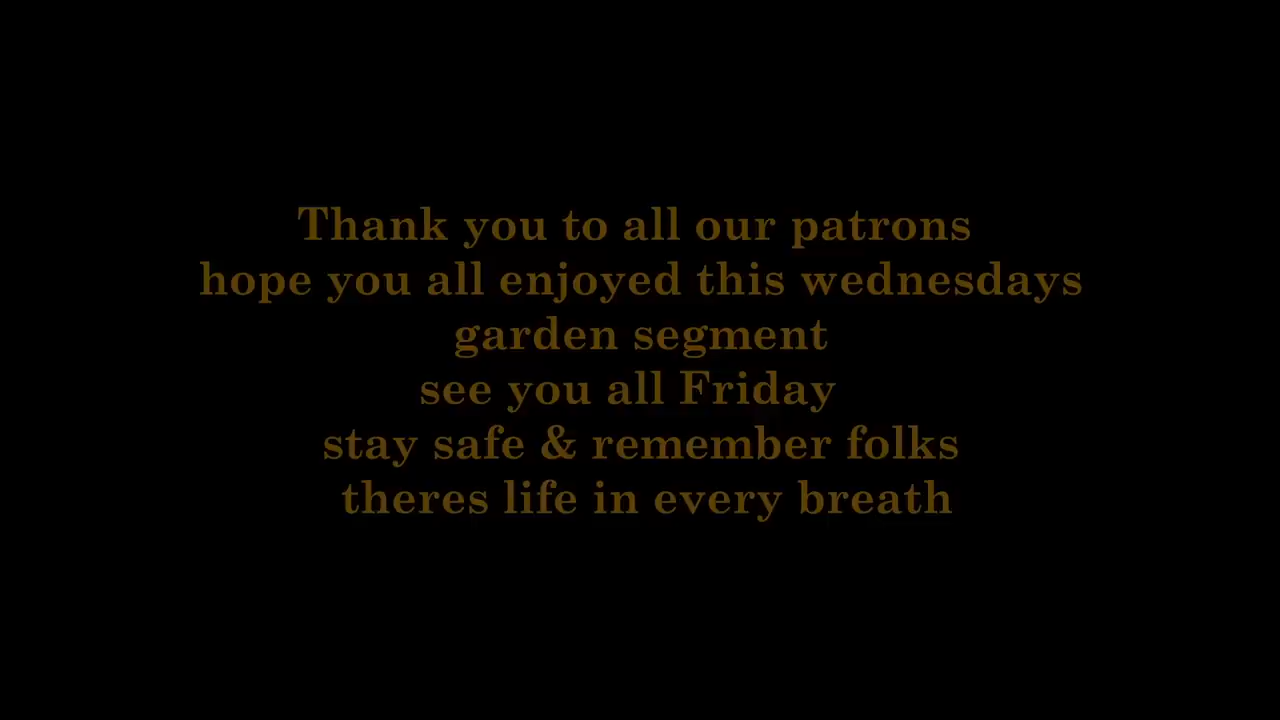 Thank you to all our patrons
hope you all enjoyed this wednesdays
garden segment
see you all Friday
stay safe & remember folks
theres life in every breath